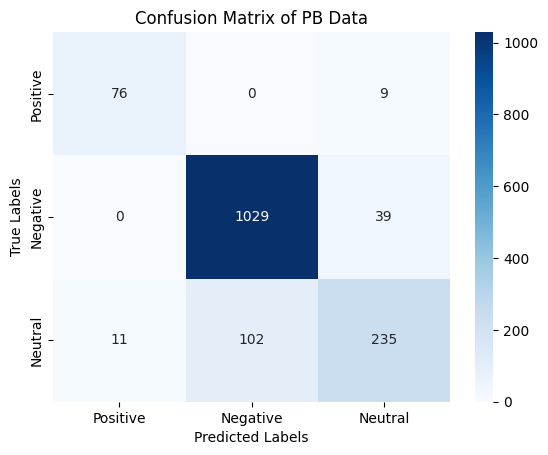 Confusion Matrix of PB Data
True Labels
Positive
Negative
Neutral
76 0 9
0 1029 39
11 102 235
Positive Negative Neutral
Predicted Labels
1000
800
600
400
200
0